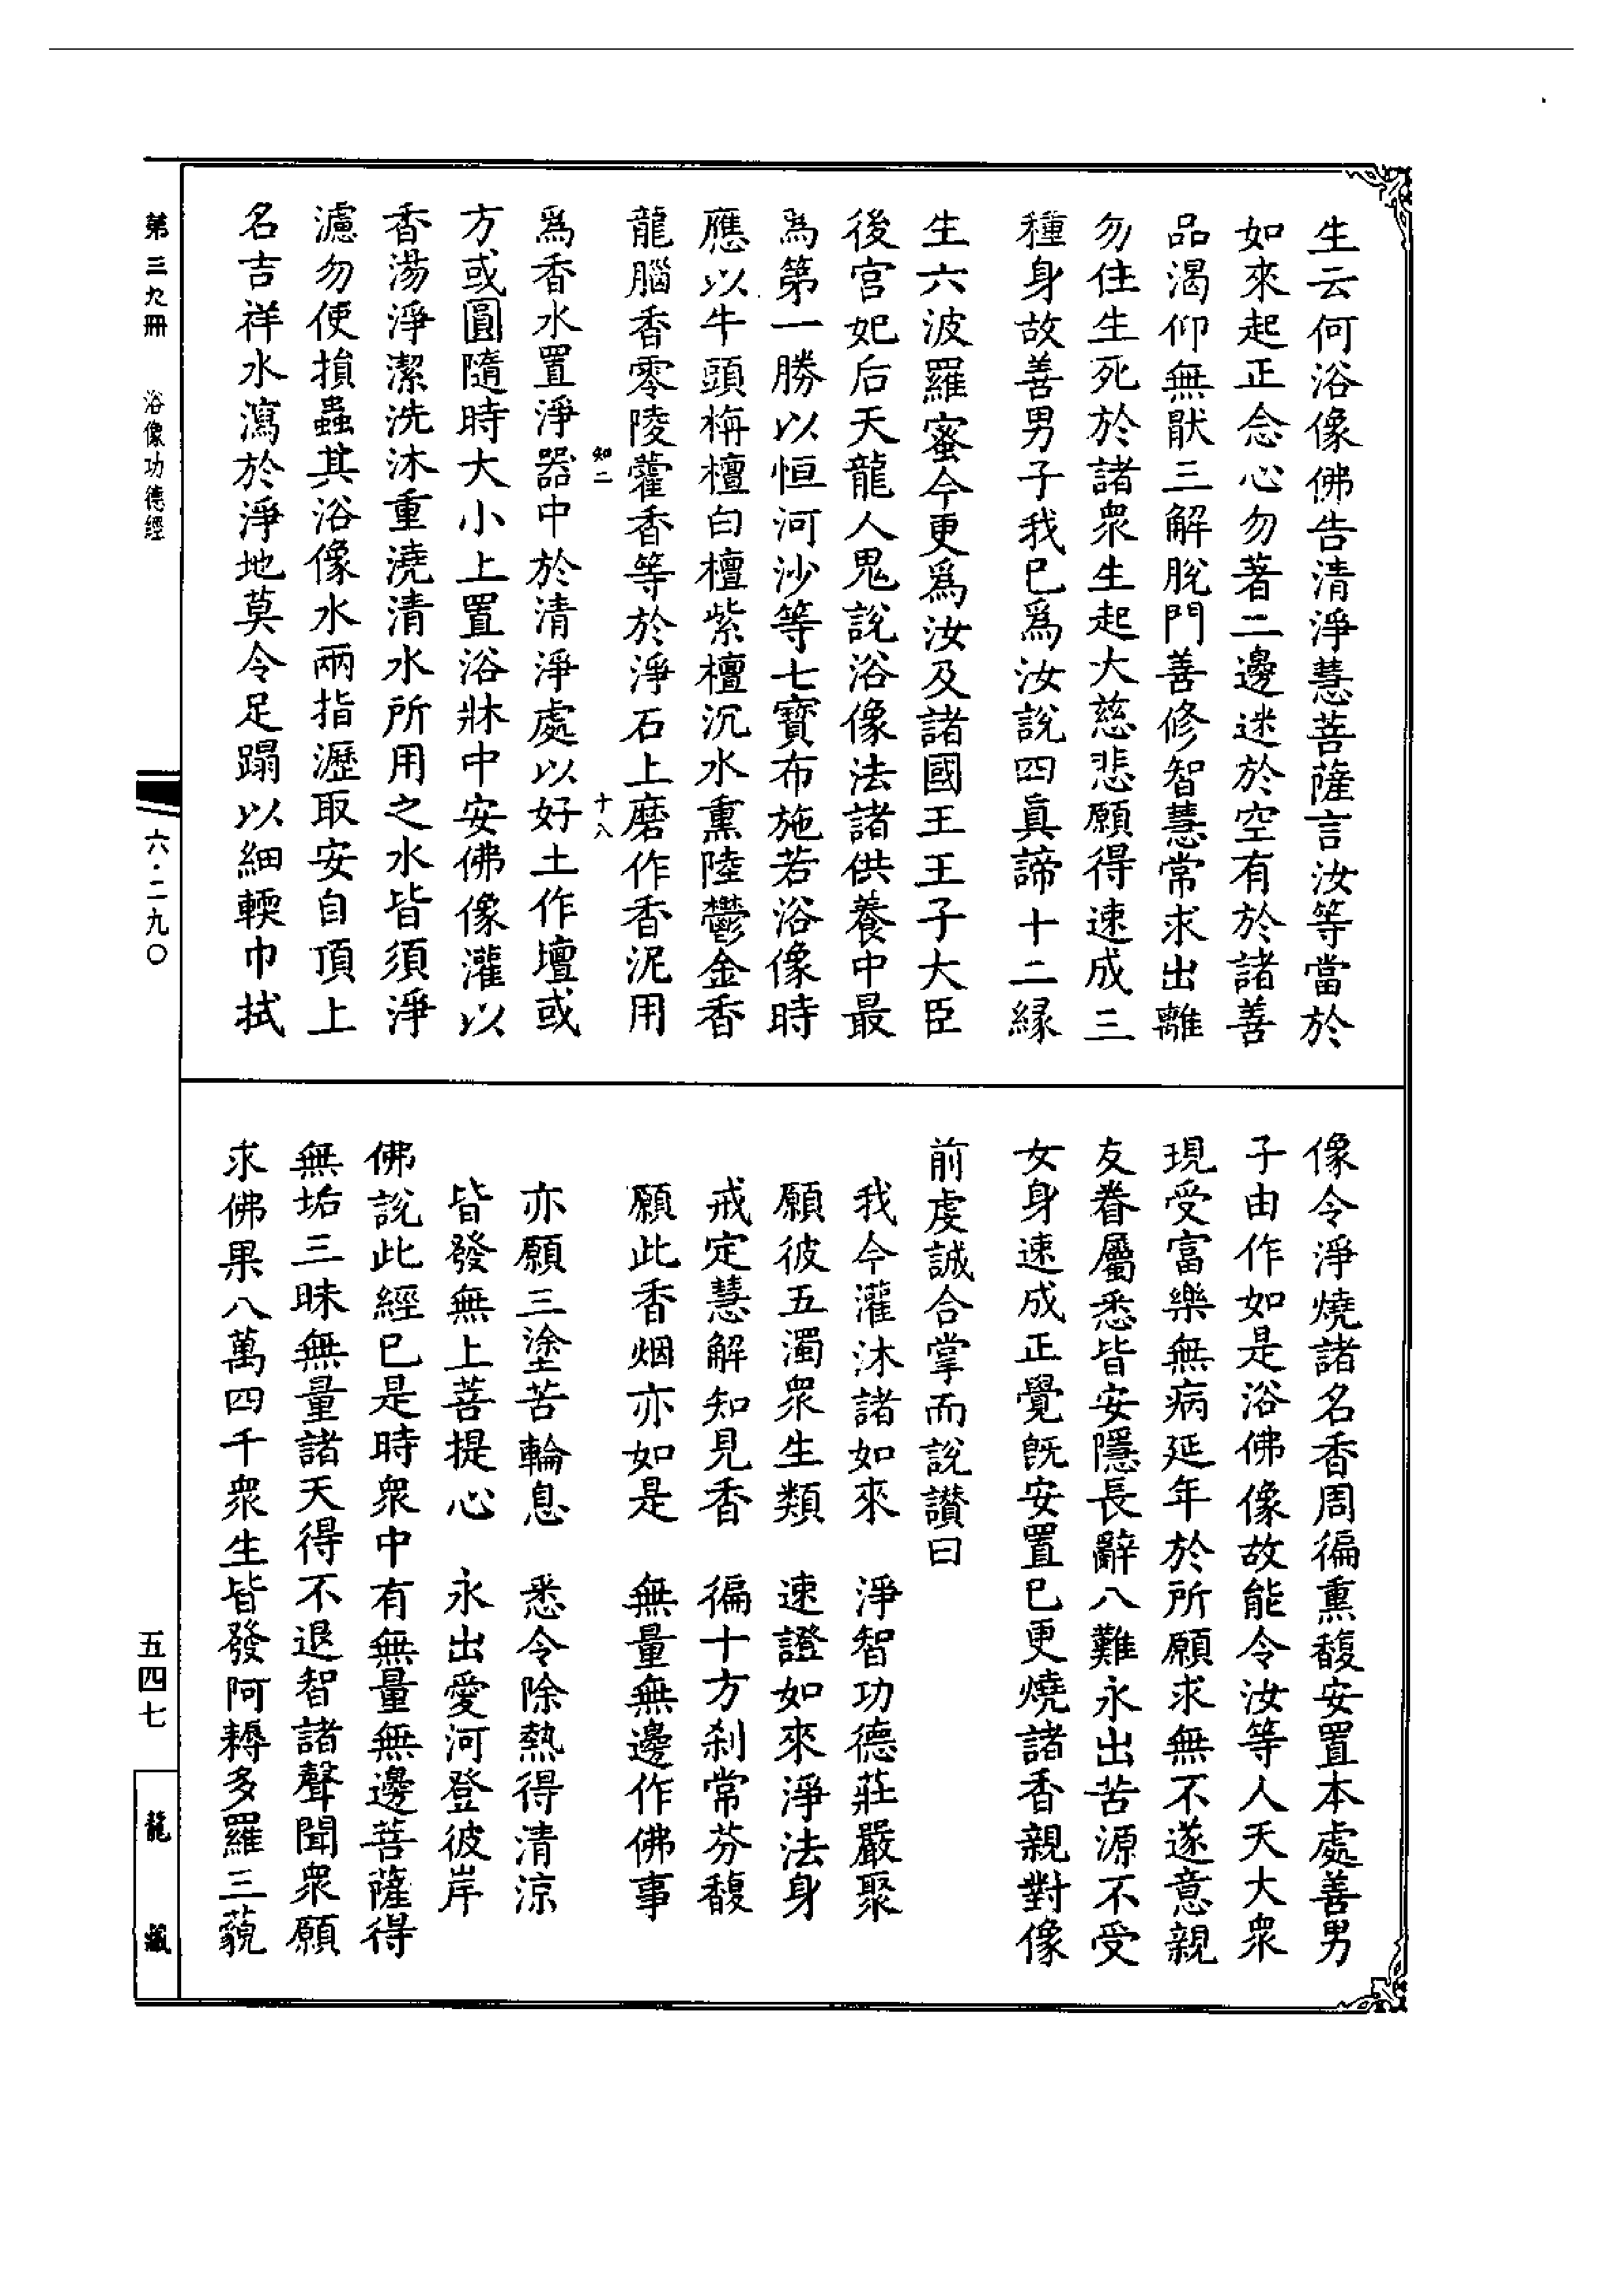 生云何浴像佛告清淨慧菩薩言汝等當於
如來起正念心勿著二邊迷於空有於諸善
品渴仰無猒三解脫門善修智慧常求出離
勿住生死於諸衆生起大慈悲願得速成三
種身故善男子我已爲汝說四真諦十二緣
生六波羅蜜今更爲汝及諸國王王子大臣
後宮妃后天龍人鬼說浴像法諸供養中最
爲第一勝以恒河沙等七寶布施若浴像時
應以牛頭栴檀白檀紫檀沉水熏陸鬱金香
龍腦香零陵藿香等於淨石上磨作香泥用
知二
十八
爲香水置淨器中於清淨處以好土作壇或
方或圓隨時大小上置浴牀中安佛像灌以
香湯淨潔洗沐重澆清水所用之水皆須淨
濾勿使損蟲其浴像水兩指瀝取安自頂上
名吉祥水瀉於淨地莫令足蹋以細輭巾拭
像令淨燒諸名香周徧熏馥安置本處善男
子由作如是浴佛像故能令汝等人天大衆
現受富樂無病延年於所願求無不遂意親
友眷屬悉皆安隱長辭八難永出苦源不受
女身速成正覺既安置已更燒諸香親對像
前虔誠合掌而說讚曰
我今灌沐諸如來　淨智功德莊嚴聚
願彼五濁衆生類　速證如來淨法身
戒定慧解知見香　徧十方刹常芬馥
願此香烟亦如是　無量無邊作佛事
亦願三塗苦輪息　悉令除熱得清涼
皆發無上菩提心　永出愛河登彼岸
佛說此經已是時衆中有無量無邊菩薩得
無垢三昧無量諸天得不退智諸聲聞衆願
求佛果八萬四千衆生皆發阿耨多羅三藐
第三九冊　浴像功德經
六·二九〇
五四七
龍藏